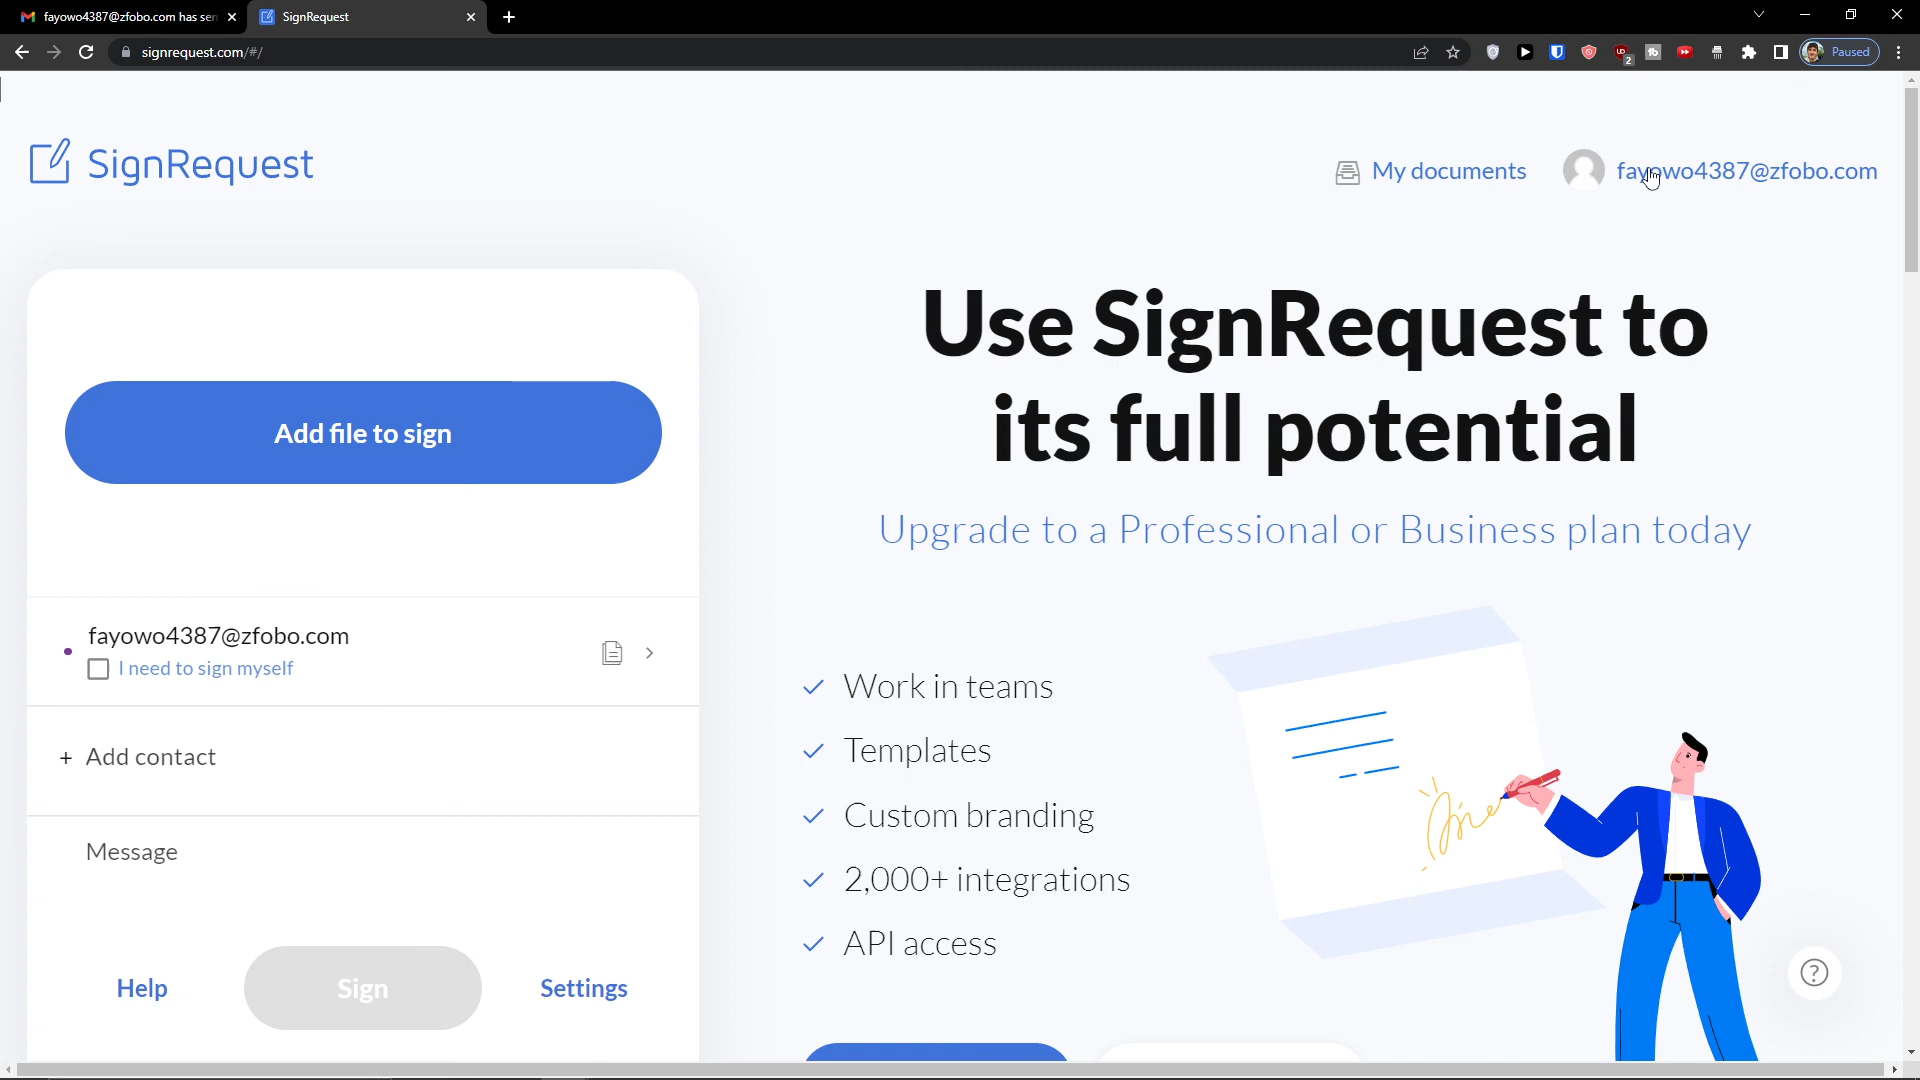 fayowo4387@zfobo.com has sen
SignRequest
signrequest.com/#/
2
Paused
SignRequest
My documents
fayowo4387@zfobo.com
Add file to sign
fayowo4387@zfobo.com
I need to sign myself
+ Add contact
Message
Help
Sign
Settings
Use SignRequest to
its full potential
Upgrade to a Professional or Business plan today
Work in teams
Templates
Custom branding
2,000+ integrations
API access